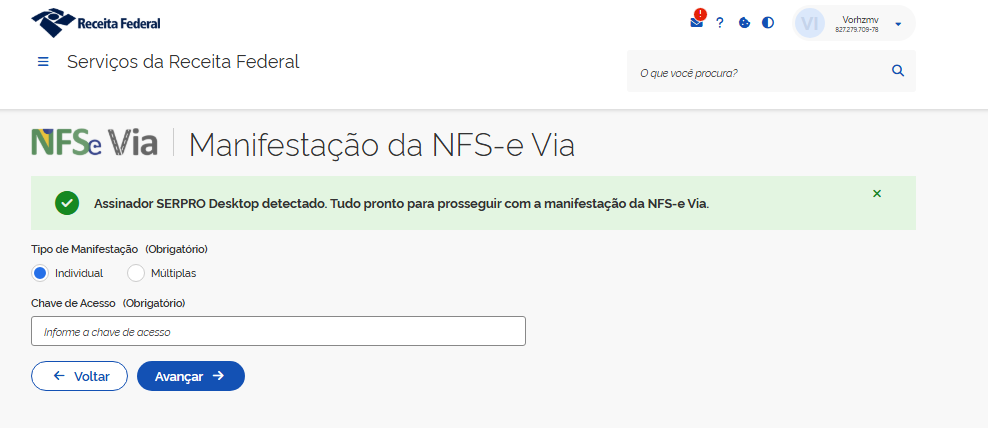 Receita Federal
Vorhzmv
827.279.709-78
Serviços da Receita Federal
O que você procura?
NFSe Via
Manifestação da NFS-e Via
Assinador SERPRO Desktop detectado. Tudo pronto para prosseguir com a manifestação da NFS-e Via.
Tipo de Manifestação (Obrigatório)
Individual Múltiplas
Chave de Acesso (Obrigatório)
Informe a chave de acesso
Voltar Avançar
VI